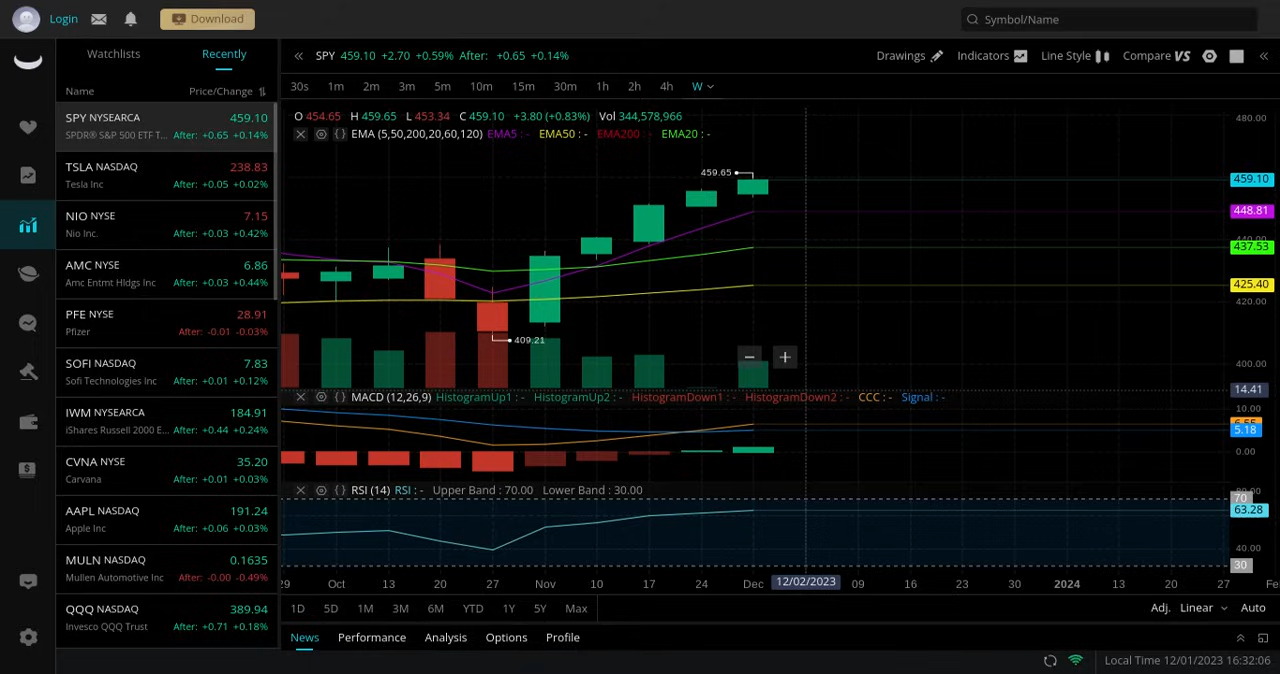 Login
Download
Symbol/Name
Watchlists
Recently
SPY 459.10 +2.70 +0.59% After: +0.65 +0.14%
Drawings
Indicators
Line Style
Compare VS
Name
Price/Change
30s 1m 2m 3m 5m 10m 15m 30m 1h 2h 4h W
SPY NYSEARCA 459.10
SPDR® S&P 500 ETF T... After: +0.65 +0.14%
TSLA NASDAQ 238.83
Tesla Inc After: +0.05 +0.02%
NIO NYSE 7.15
Nio Inc. After: +0.03 +0.42%
AMC NYSE 6.86
Amc Entmt Hldgs Inc After: +0.03 +0.44%
PFE NYSE 28.91
Pfizer After: -0.01 -0.03%
SOFI NASDAQ 7.83
Sofi Technologies Inc After: +0.01 +0.12%
IWM NYSEARCA 184.91
iShares Russell 2000 E... After: +0.44 +0.24%
CVNA NYSE 35.20
Carvana After: +0.01 +0.03%
AAPL NASDAQ 191.24
Apple Inc After: +0.06 +0.03%
MULN NASDAQ 0.1635
Mullen Automotive Inc After: -0.00 -0.49%
QQQ NASDAQ 389.94
Invesco QQQ Trust After: +0.71 +0.18%
O 454.65 H 459.65 L 453.34 C 459.10 +3.80 (+0.83%) Vol 344,578,966
EMA (5,50,200,20,60,120) EMA5 : - EMA50 : - EMA200 : - EMA20 : -
480.00
459.65
459.10
448.81
440.00
437.53
425.40
420.00
409.21
400.00
14.41
MACD (12,26,9) HistogramUp1 : - HistogramUp2 : - HistogramDown1 : - HistogramDown2 : - CCC : - Signal : -
10.00
5.18
0.00
RSI (14) RSI : - Upper Band : 70.00 Lower Band : 30.00
70
63.28
40.00
30
29 Oct 13 20 27 Nov 10 17 24 Dec 12/02/2023 09 16 23 30 2024 13 20 27 Fe
1D 5D 1M 3M 6M YTD 1Y 5Y Max
Adj. Linear Auto
News Performance Analysis Options Profile
Local Time 12/01/2023 16:32:06